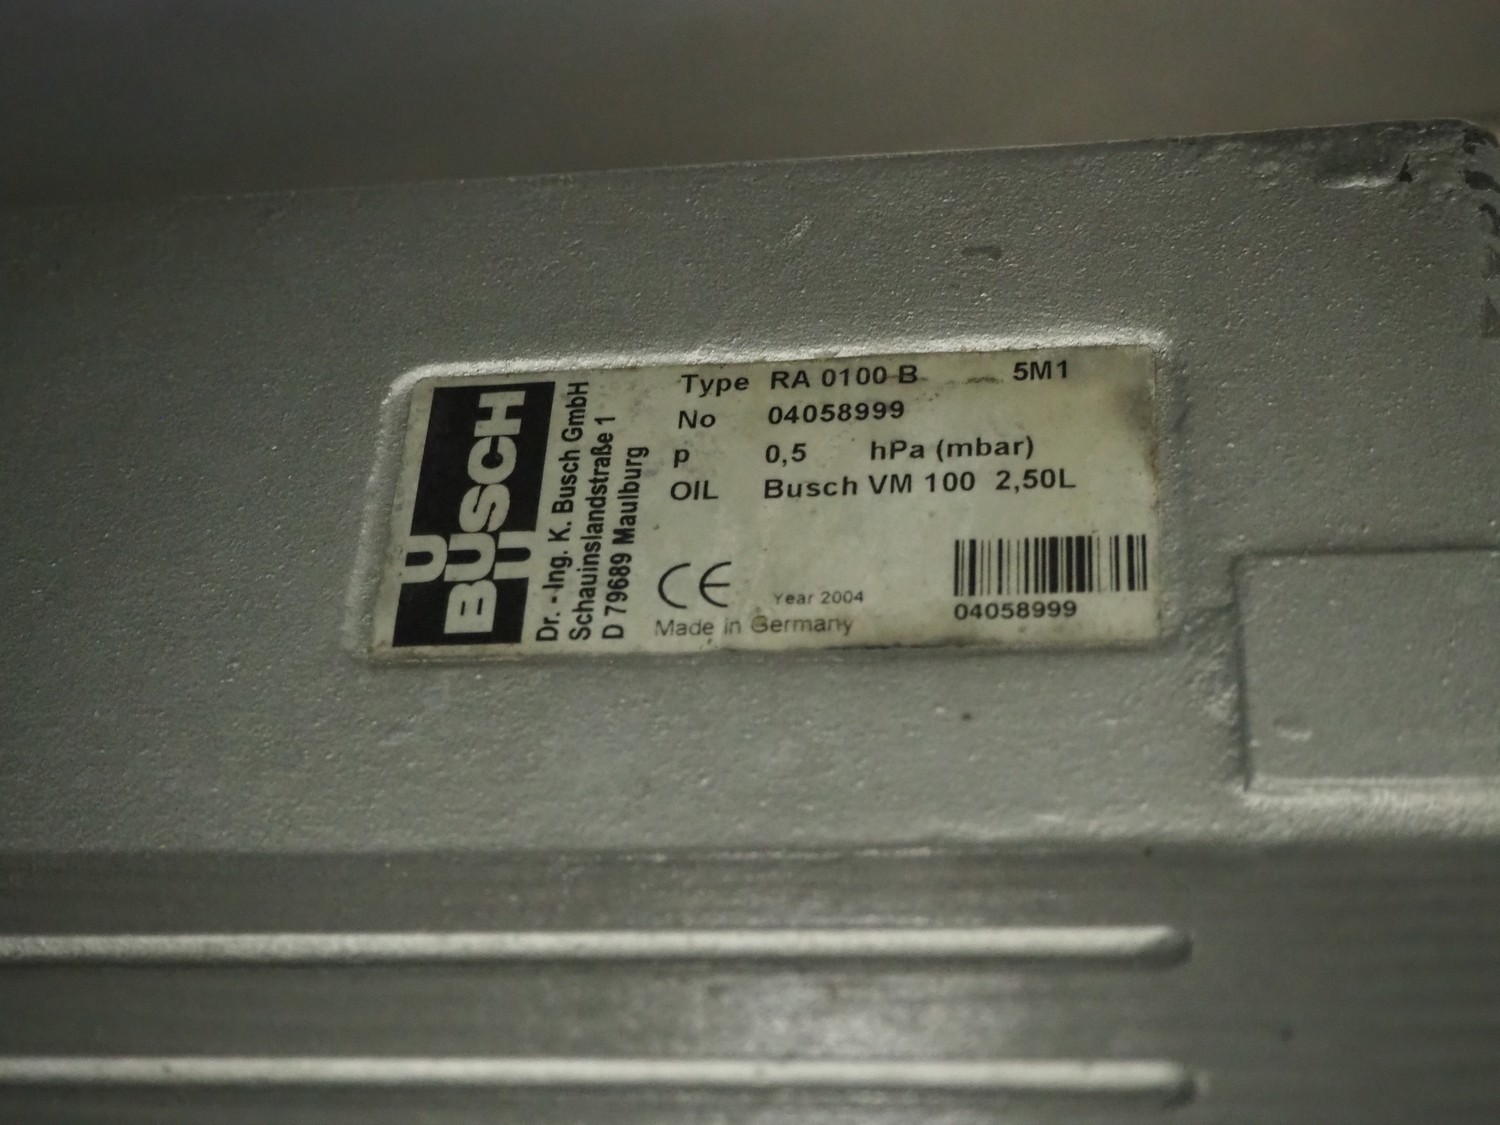 U
BUSCH
U
Dr. - Ing. K. Busch GmbH
Schauinslandstraße 1
D 79689 Maulburg
Type RA 0100 B 5M1
No 04058999
p 0,5 hPa (mbar)
OIL Busch VM 100 2,50L
CE Year 2004
Made in Germany
04058999